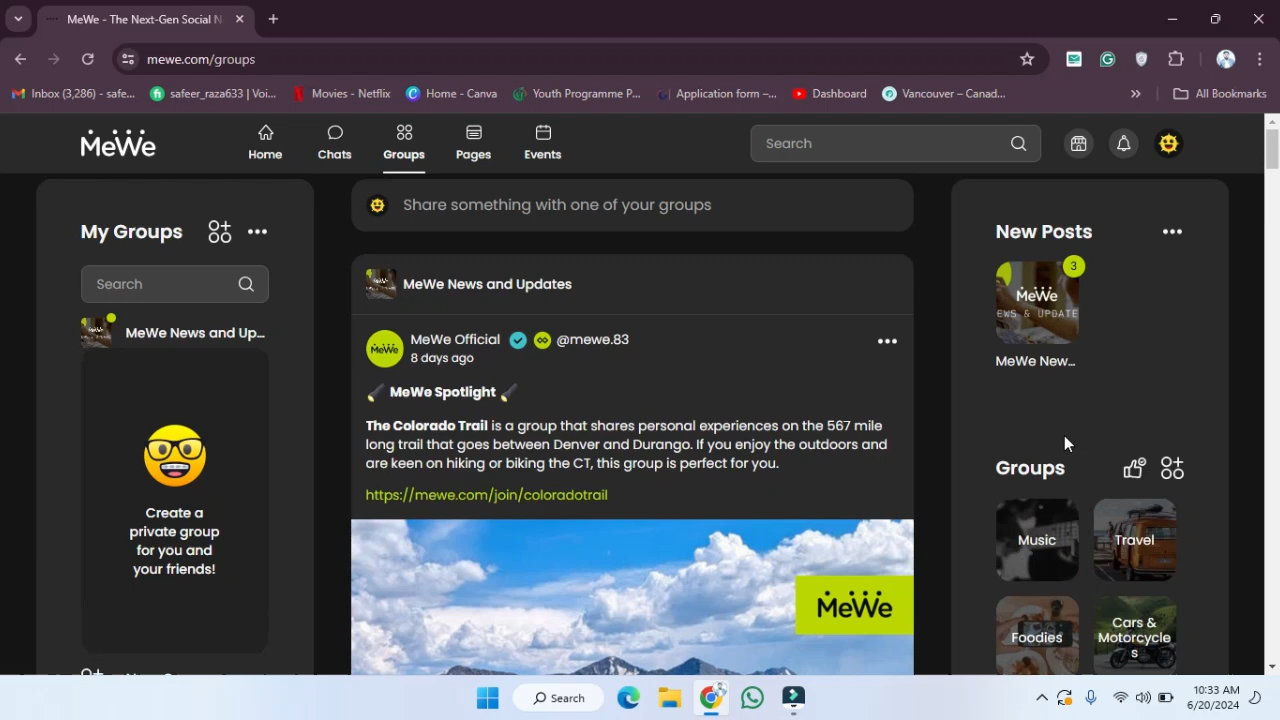 MeWe - The Next-Gen Social N
mewe.com/groups
Inbox (3,286) - safe...
safeer_raza633 | Voi...
Movies - Netflix
Home - Canva
Youth Programme P...
Application form –...
Dashboard
Vancouver – Canad...
All Bookmarks
MeWe
Home
Chats
Groups
Pages
Events
Search
My Groups
Search
MeWe News and Up...
Create a
private group
for you and
your friends!
Share something with one of your groups
MeWe News and Updates
MeWe Official @mewe.83
8 days ago
MeWe Spotlight
The Colorado Trail is a group that shares personal experiences on the 567 mile
long trail that goes between Denver and Durango. If you enjoy the outdoors and
are keen on hiking or biking the CT, this group is perfect for you.
https://mewe.com/join/coloradotrail
MeWe
New Posts
3
MeWe
EWS & UPDATE
MeWe New...
Groups
Music
Travel
Foodies
Cars &
Motorcycle
s
Search
10:33 AM
6/20/2024